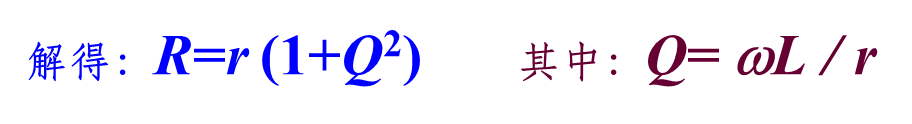 解得：R=r (1+Q²)  其中：Q= ωL / r